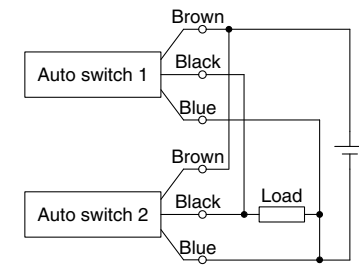 Brown
Auto switch 1
Black
Blue
Brown
Auto switch 2
Black
Load
Blue